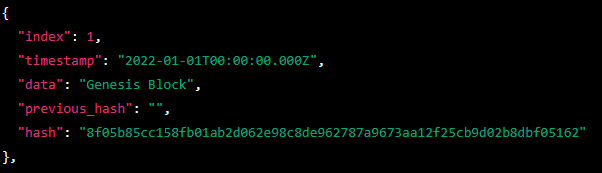 {
"index": 1,
"timestamp": "2022-01-01T00:00:00.000Z",
"data": "Genesis Block",
"previous_hash": "",
"hash": "8f05b85cc158fb01ab2d062e98c8de962787a9673aa12f25cb9d02b8dbf05162"
},